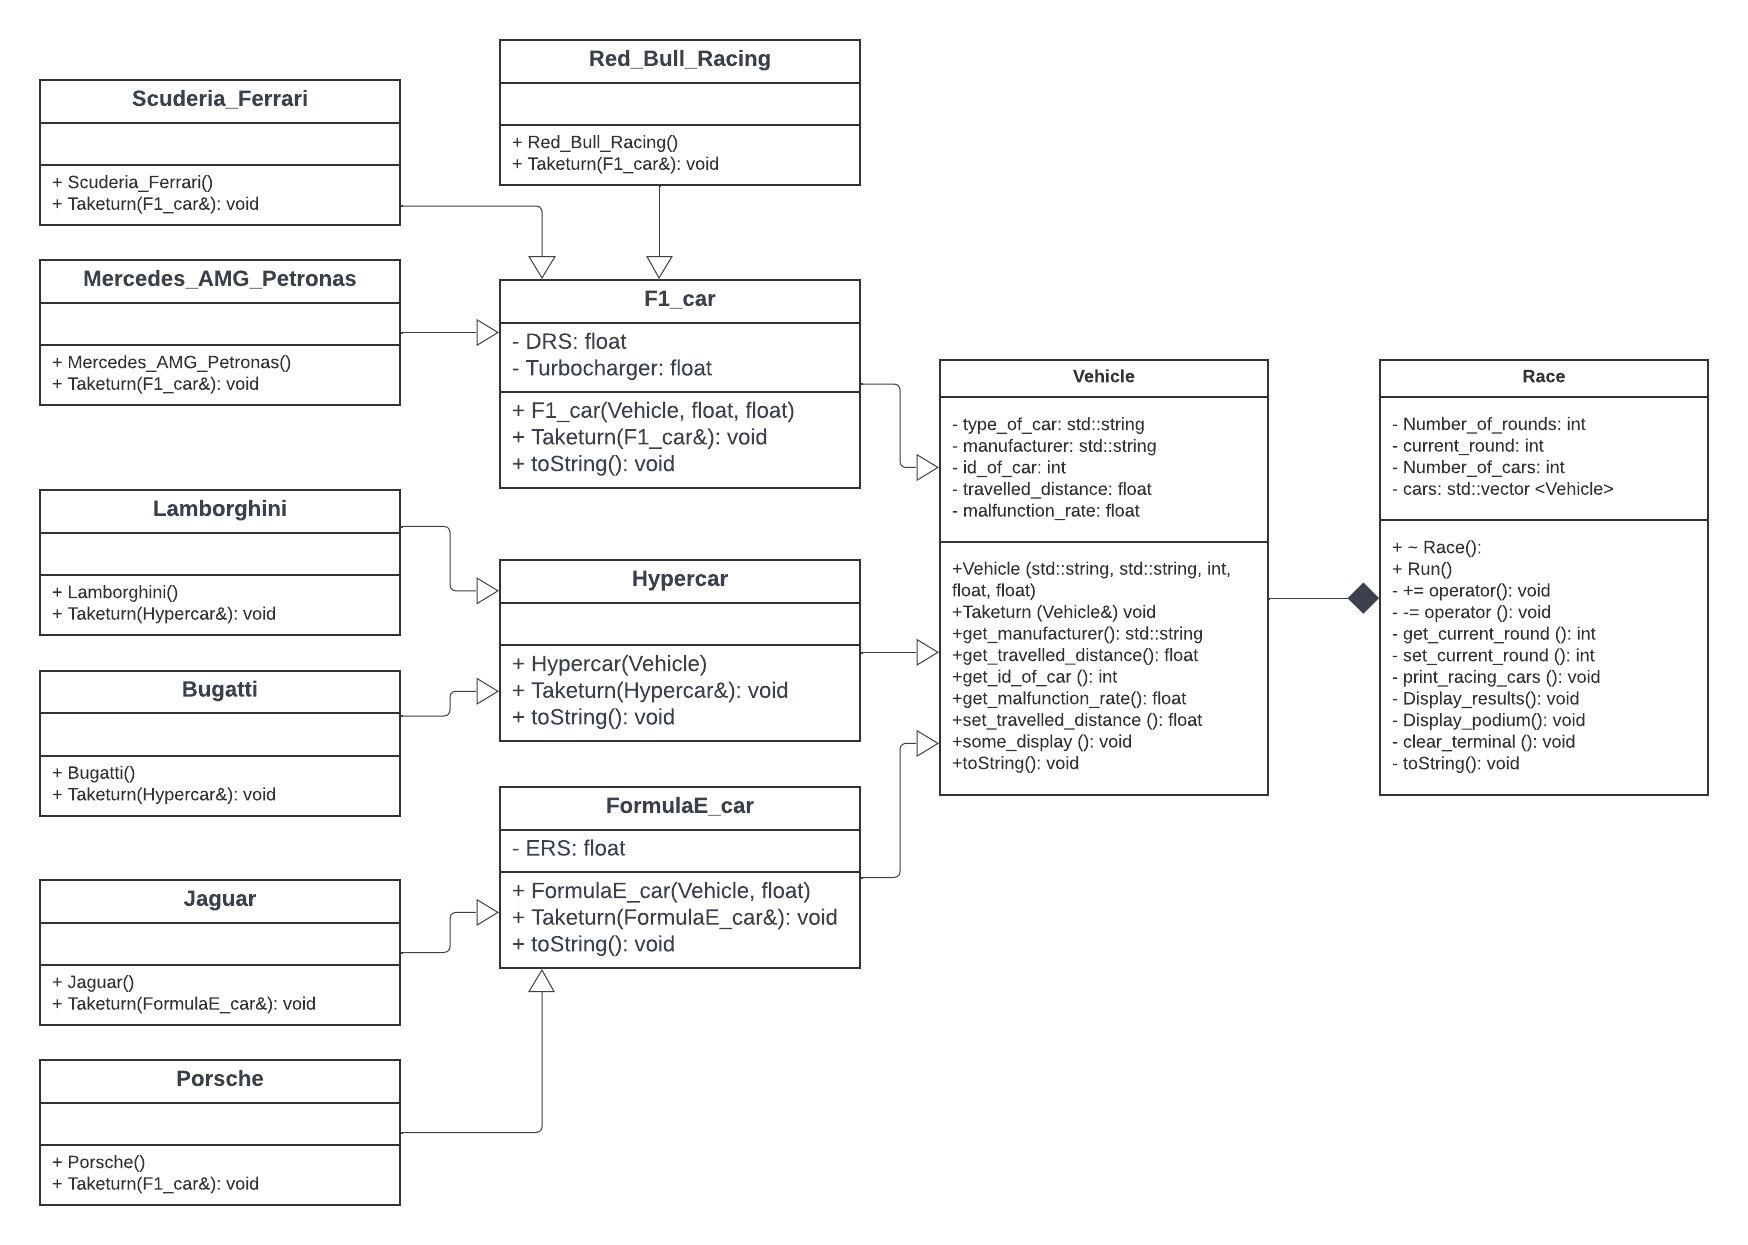 Red_Bull_Racing
+ Red_Bull_Racing()
+ Taketurn(F1_car&): void
Scuderia_Ferrari
+ Scuderia_Ferrari()
+ Taketurn(F1_car&): void
Mercedes_AMG_Petronas
+ Mercedes_AMG_Petronas()
+ Taketurn(F1_car&): void
F1_car
- DRS: float
- Turbocharger: float
+ F1_car(Vehicle, float, float)
+ Taketurn(F1_car&): void
+ toString(): void
Lamborghini
+ Lamborghini()
+ Taketurn(Hypercar&): void
Bugatti
+ Bugatti()
+ Taketurn(Hypercar&): void
Hypercar
+ Hypercar(Vehicle)
+ Taketurn(Hypercar&): void
+ toString(): void
FormulaE_car
- ERS: float
+ FormulaE_car(Vehicle, float)
+ Taketurn(FormulaE_car&): void
+ toString(): void
Jaguar
+ Jaguar()
+ Taketurn(FormulaE_car&): void
Porsche
+ Porsche()
+ Taketurn(F1_car&): void
Vehicle
- type_of_car: std::string
- manufacturer: std::string
- id_of_car: int
- travelled_distance: float
- malfunction_rate: float
+Vehicle (std::string, std::string, int,
float, float)
+Taketurn (Vehicle&) void
+get_manufacturer(): std::string
+get_travelled_distance(): float
+get_id_of_car (): int
+get_malfunction_rate(): float
+set_travelled_distance (): float
+some_display (): void
+toString(): void
Race
- Number_of_rounds: int
- current_round: int
- Number_of_cars: int
- cars: std::vector <Vehicle>
+ ~ Race():
+ Run()
- += operator(): void
- -= operator (): void
- get_current_round (): int
- set_current_round (): int
- print_racing_cars (): void
- Display_results(): void
- Display_podium(): void
- clear_terminal (): void
- toString(): void